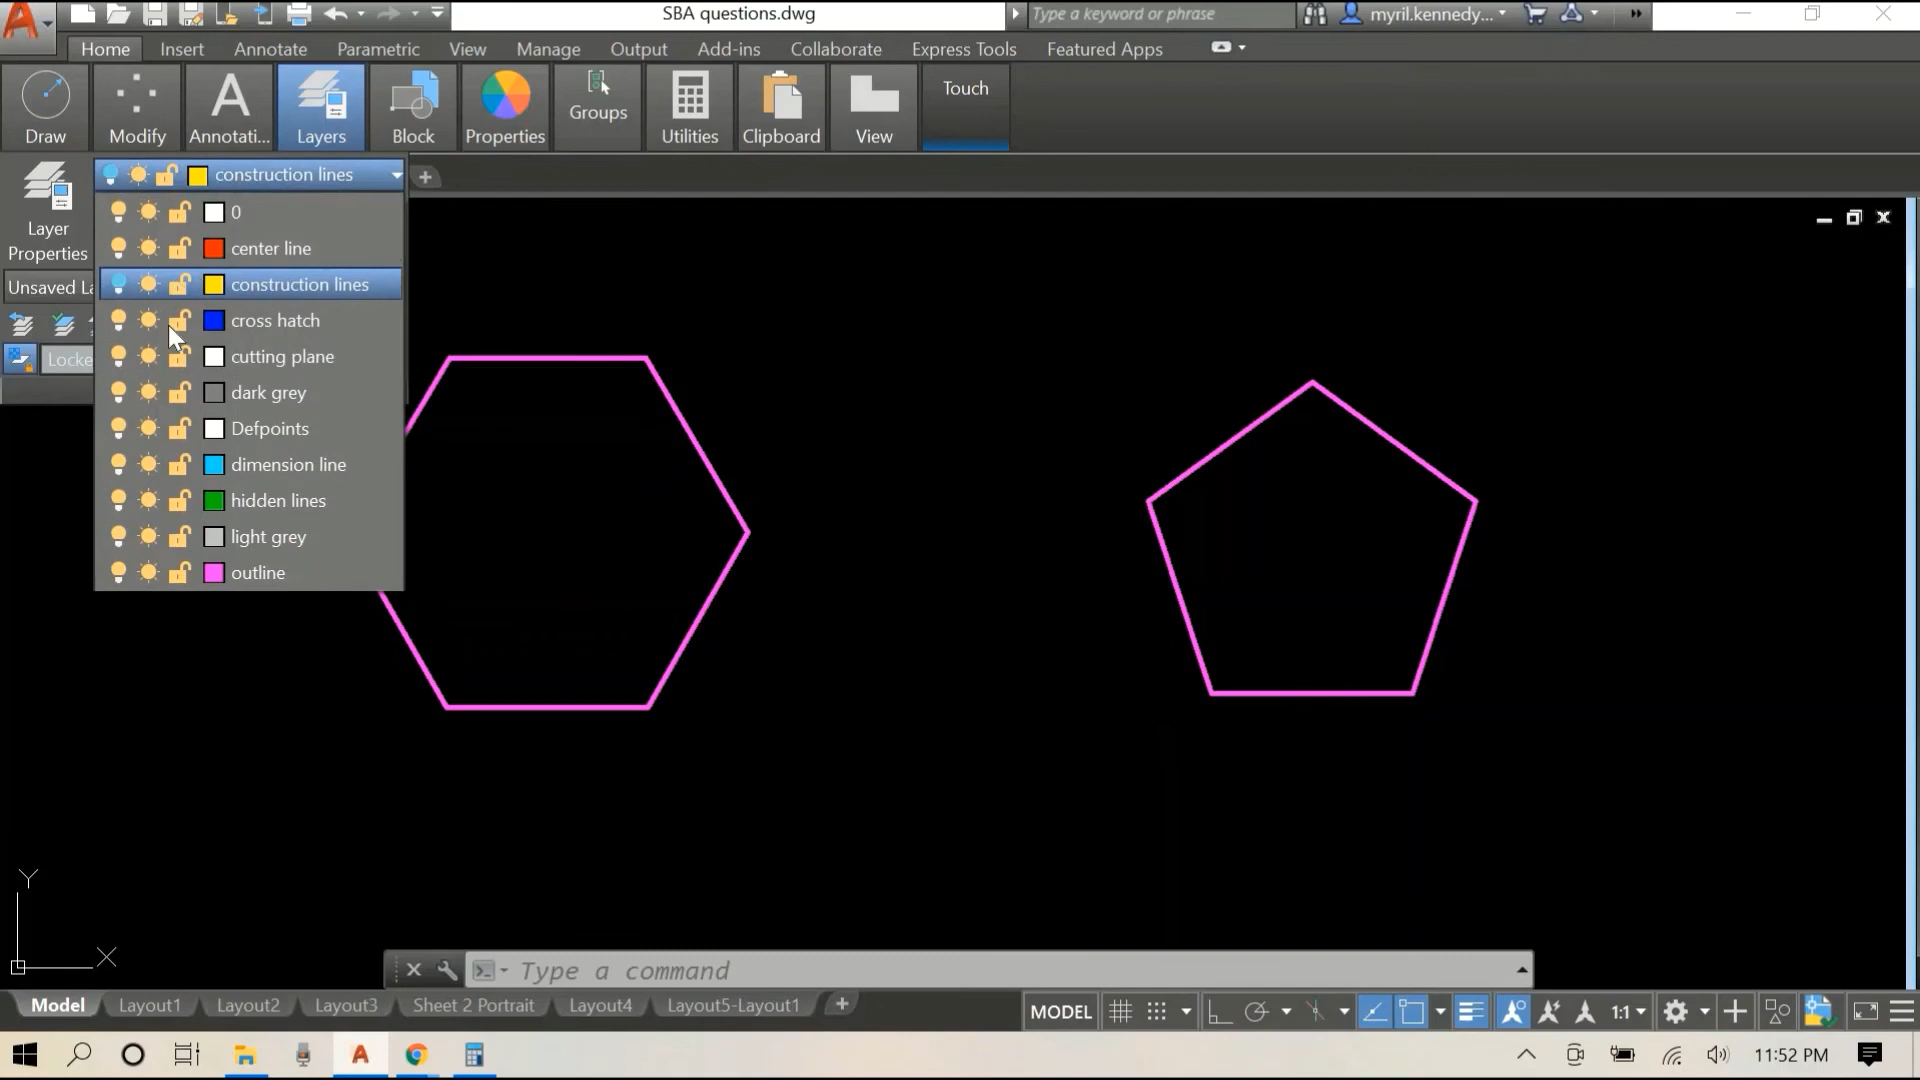 SBA questions.dwg
Type a keyword or phrase
myril.kennedy...
Home Insert Annotate Parametric View Manage Output Add-ins Collaborate Express Tools Featured Apps
Draw Modify Annotati... Layers Block Properties Groups Utilities Clipboard View Touch
construction lines
Layer
Properties
Unsaved La
Locke
0
center line
construction lines
cross hatch
cutting plane
dark grey
Defpoints
dimension line
hidden lines
light grey
outline
Y
X
Type a command
Model Layout1 Layout2 Layout3 Sheet 2 Portrait Layout4 Layout5-Layout1
MODEL 1:1
11:52 PM